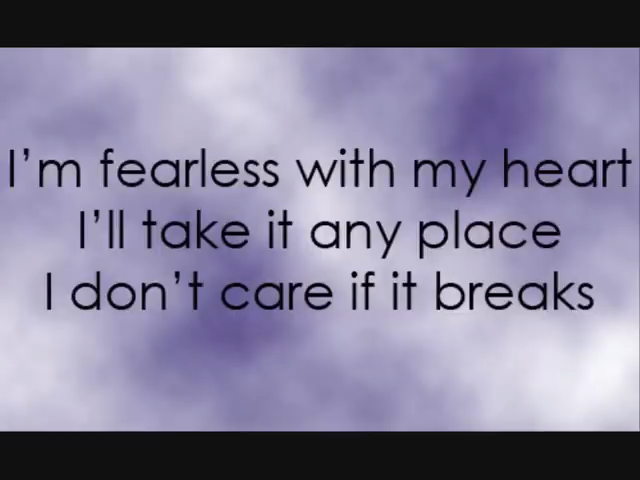 I'm fearless with my heart
I'll take it any place
I don't care if it breaks